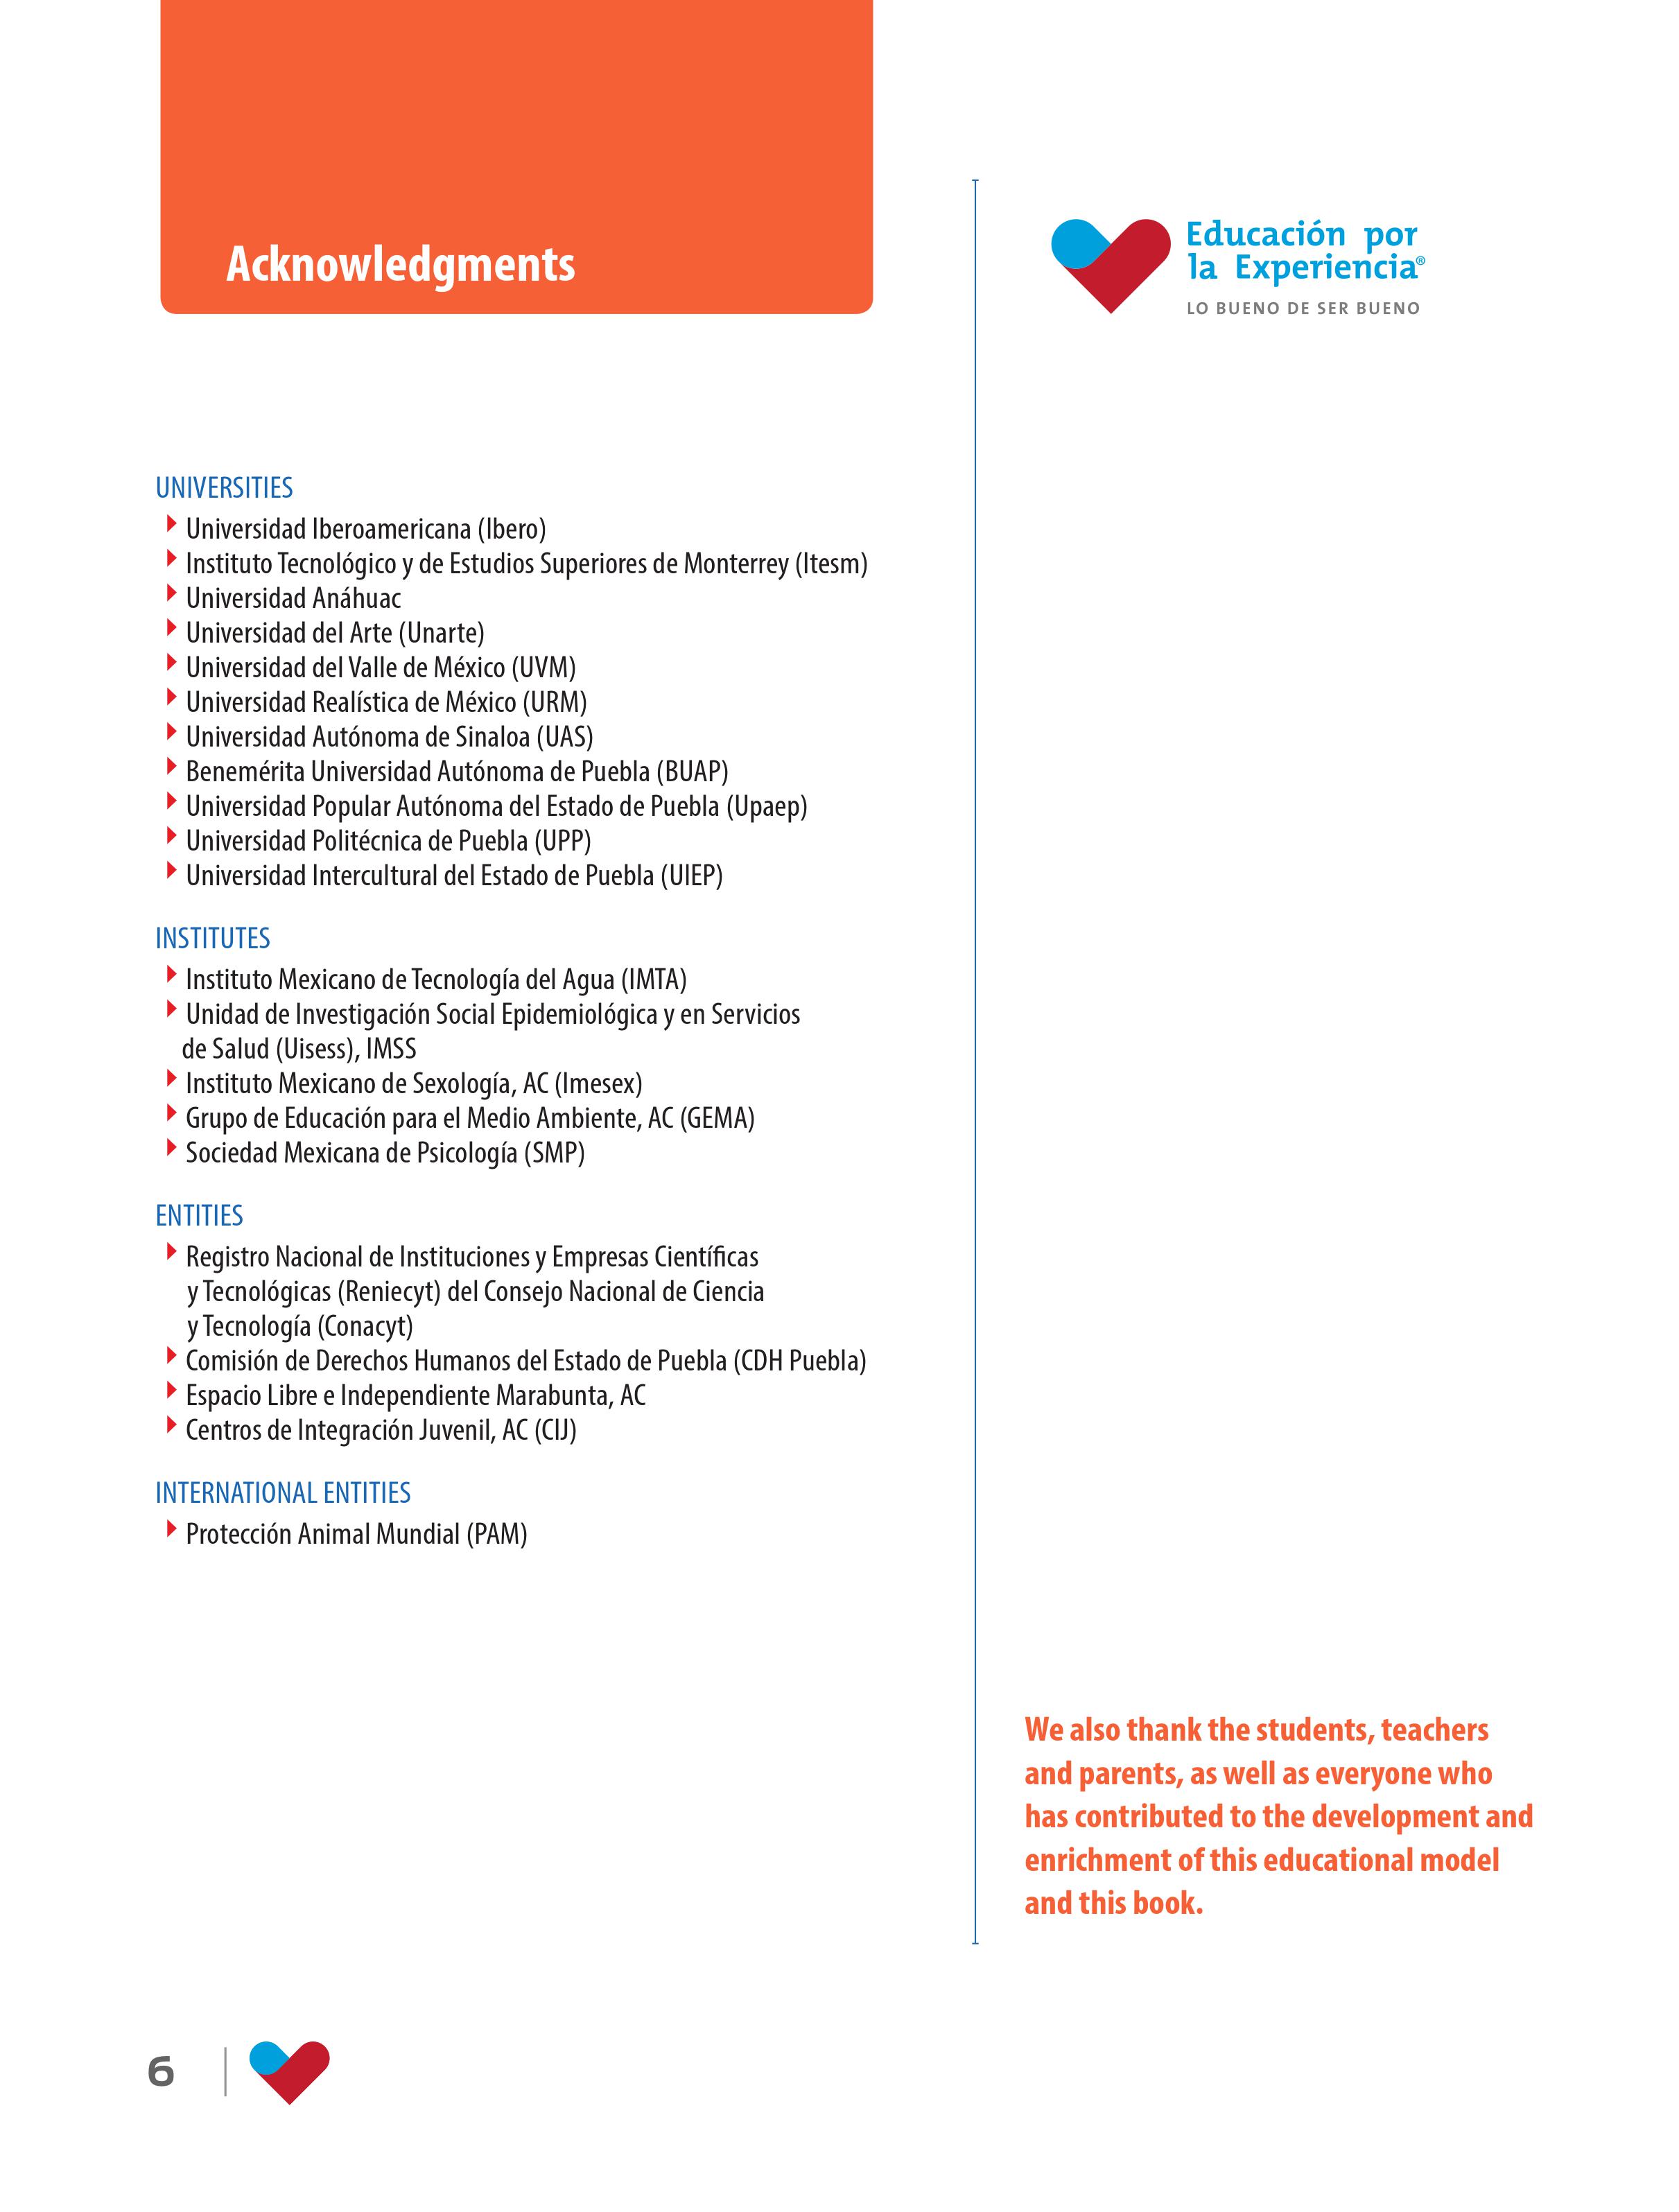 Acknowledgments
Educación por
la Experiencia®
LO BUENO DE SER BUENO
UNIVERSITIES
Universidad Iberoamericana (Ibero)
Instituto Tecnológico y de Estudios Superiores de Monterrey (Itesm)
Universidad Anáhuac
Universidad del Arte (Unarte)
Universidad del Valle de México (UVM)
Universidad Realística de México (URM)
Universidad Autónoma de Sinaloa (UAS)
Benemérita Universidad Autónoma de Puebla (BUAP)
Universidad Popular Autónoma del Estado de Puebla (Upaep)
Universidad Politécnica de Puebla (UPP)
Universidad Intercultural del Estado de Puebla (UIEP)
INSTITUTES
Instituto Mexicano de Tecnología del Agua (IMTA)
Unidad de Investigación Social Epidemiológica y en Servicios
de Salud (Uisess), IMSS
Instituto Mexicano de Sexología, AC (Imesex)
Grupo de Educación para el Medio Ambiente, AC (GEMA)
Sociedad Mexicana de Psicología (SMP)
ENTITIES
Registro Nacional de Instituciones y Empresas Científicas
y Tecnológicas (Reniecyt) del Consejo Nacional de Ciencia
y Tecnología (Conacyt)
Comisión de Derechos Humanos del Estado de Puebla (CDH Puebla)
Espacio Libre e Independiente Marabunta, AC
Centros de Integración Juvenil, AC (CIJ)
INTERNATIONAL ENTITIES
Protección Animal Mundial (PAM)
We also thank the students, teachers
and parents, as well as everyone who
has contributed to the development and
enrichment of this educational model
and this book.
6